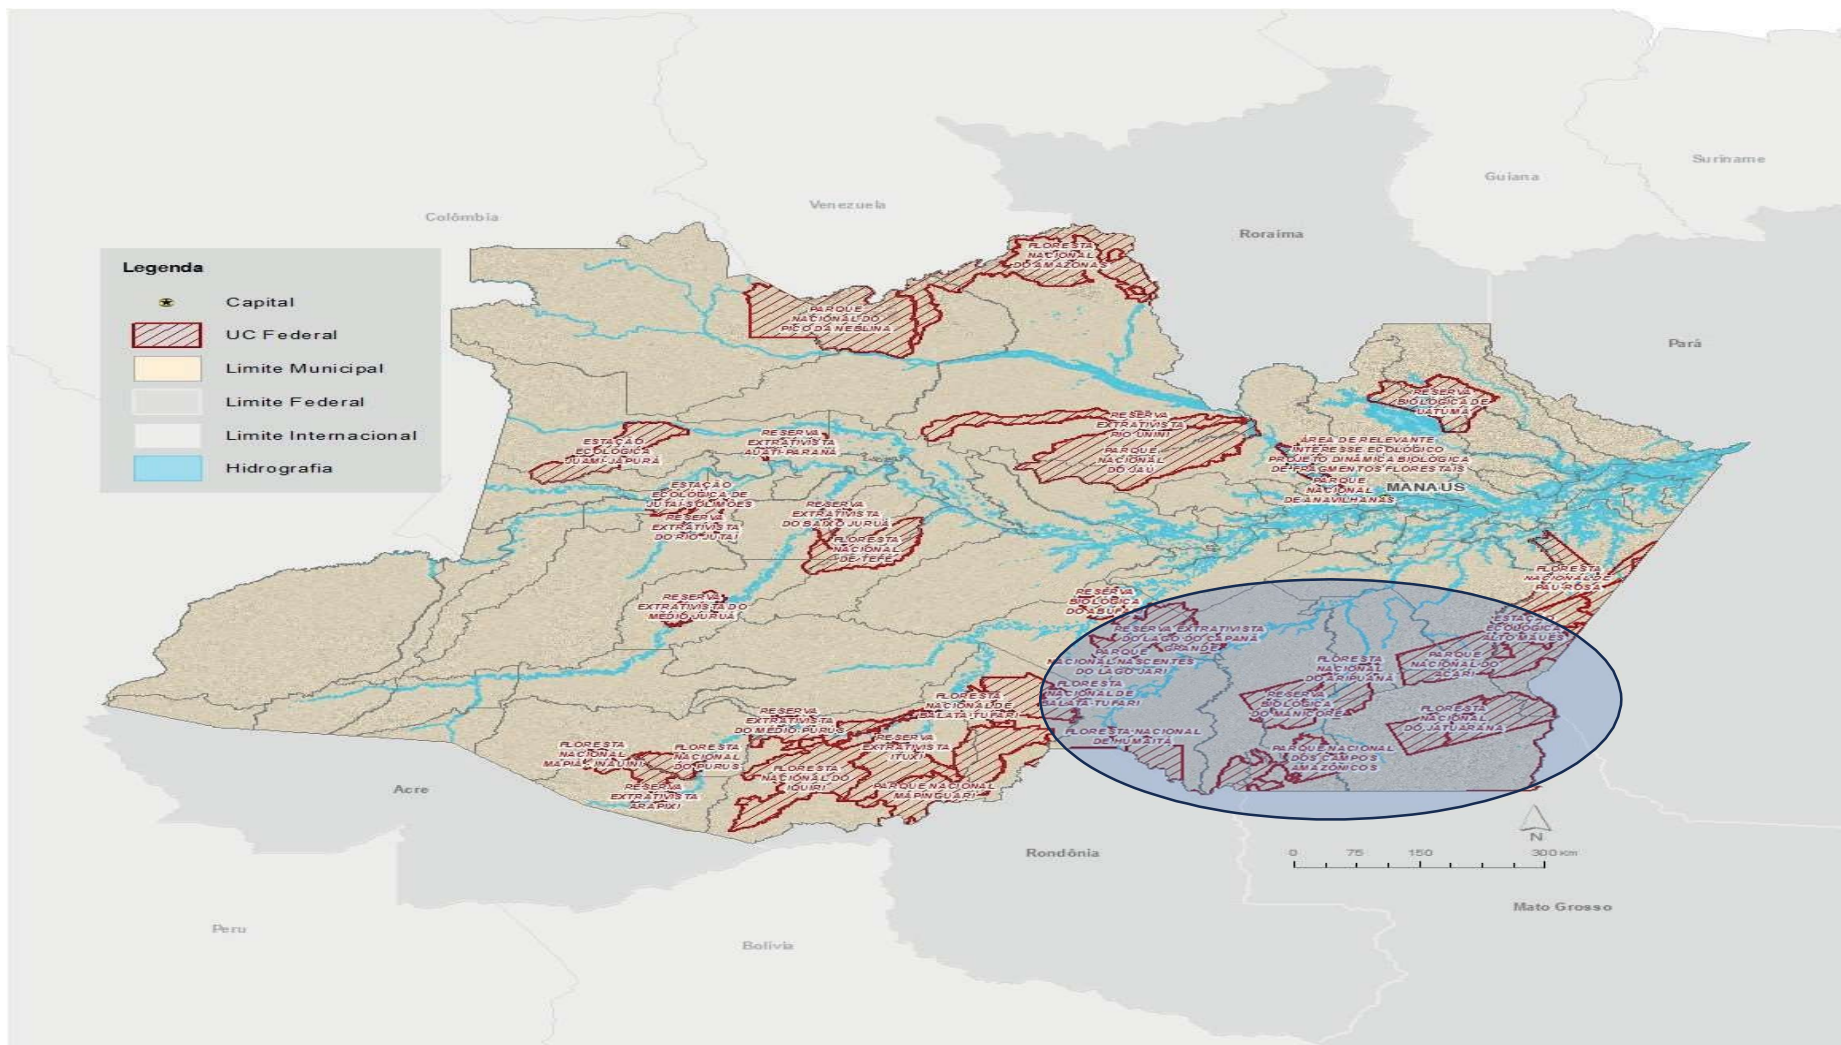 Suriname
Guiana
Venezuela
Colômbia
Roraima
Pará
Legenda
Capital
UC Federal
Limite Municipal
Limite Federal
Limite Internacional
Hidrografia
FLORESTA
NACIONAL
DO AMAZONAS
PARQUE
NACIONAL DO
PICO DA NEBLINA
RESERVA
BIOLÓGICA DE
UATUMÃ
RESERVA
EXTRATIVISTA
RIO UNINI
PARQUE
NACIONAL
DO JAÚ
ÁREA DE RELEVANTE
INTERESSE ECOLÓGICO
PROJETO DINÂMICA BIOLÓGICA
DE FRAGMENTOS FLORESTAIS
PARQUE
NACIONAL
DE ANAVILHANAS
MANAUS
ESTAÇÃO
ECOLÓGICA
JUAMI-JAPURÁ
RESERVA
EXTRATIVISTA
AUATI-PARANÁ
ESTAÇÃO
ECOLÓGICA DE
JUTAÍ-SOLIMÕES
RESERVA
EXTRATIVISTA
DO RIO JUTAÍ
RESERVA
EXTRATIVISTA
DO BAIXO JURUÁ
FLORESTA
NACIONAL
DE TEFÉ
RESERVA
EXTRATIVISTA DO
MÉDIO JURUÁ
FLORESTA
NACIONAL DE
PAU-ROSA
RESERVA
BIOLÓGICA
DO ABUFARI
ESTAÇÃO
ECOLÓGICA
ALTO MAUÉS
RESERVA EXTRATIVISTA
DO LAGO DO CAPANÃ
GRANDE
PARQUE
NACIONAL NASCENTES
DO LAGO JARI
PARQUE
NACIONAL DO
ACARI
FLORESTA
NACIONAL
DO ARIPUANÃ
FLORESTA
NACIONAL DE
BALATA-TUFARI
RESERVA
BIOLÓGICA
DO MANICORÉ
FLORESTA
NACIONAL
DO JATUARANA
FLORESTA
NACIONAL DE
BALATA-TUFARI
FLORESTA NACIONAL
DE HUMAITÁ
PARQUE NACIONAL
DOS CAMPOS
AMAZÔNICOS
RESERVA
EXTRATIVISTA
DO MÉDIO PURUS
RESERVA
EXTRATIVISTA
ITUXI
FLORESTA
NACIONAL
MAPIÁ-INAUINI
FLORESTA
NACIONAL
DO PURUS
FLORESTA
NACIONAL DO
IQUIRI
PARQUE NACIONAL
MAPINGUARI
RESERVA
EXTRATIVISTA
ARAPIXI
Acre
Rondônia
N
0 75 150 300 Km
Mato Grosso
Peru
Bolívia